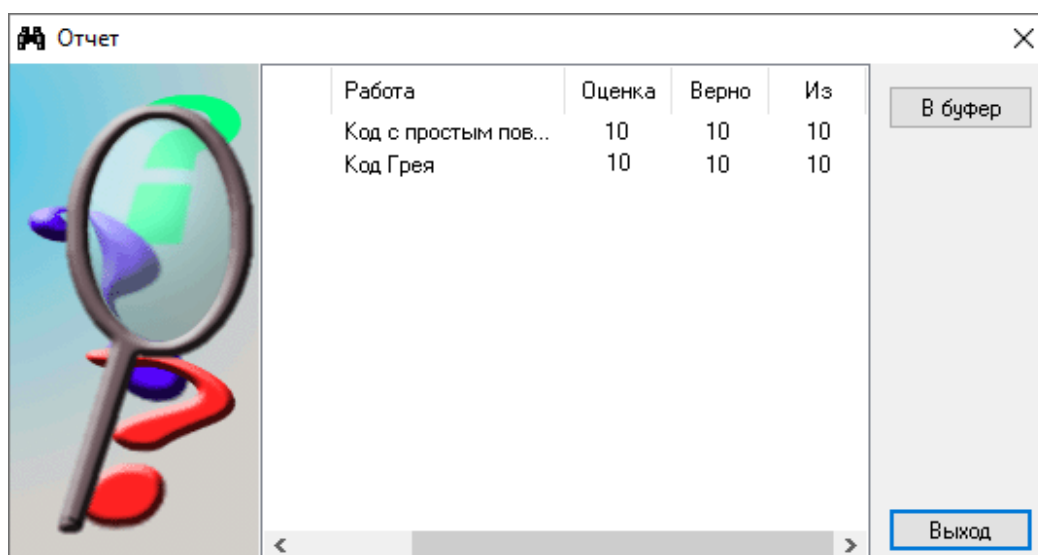 Отчет
Работа Оценка Верно Из
Код с простым пов... 10 10 10
Код Грея 10 10 10
В буфер
Выход